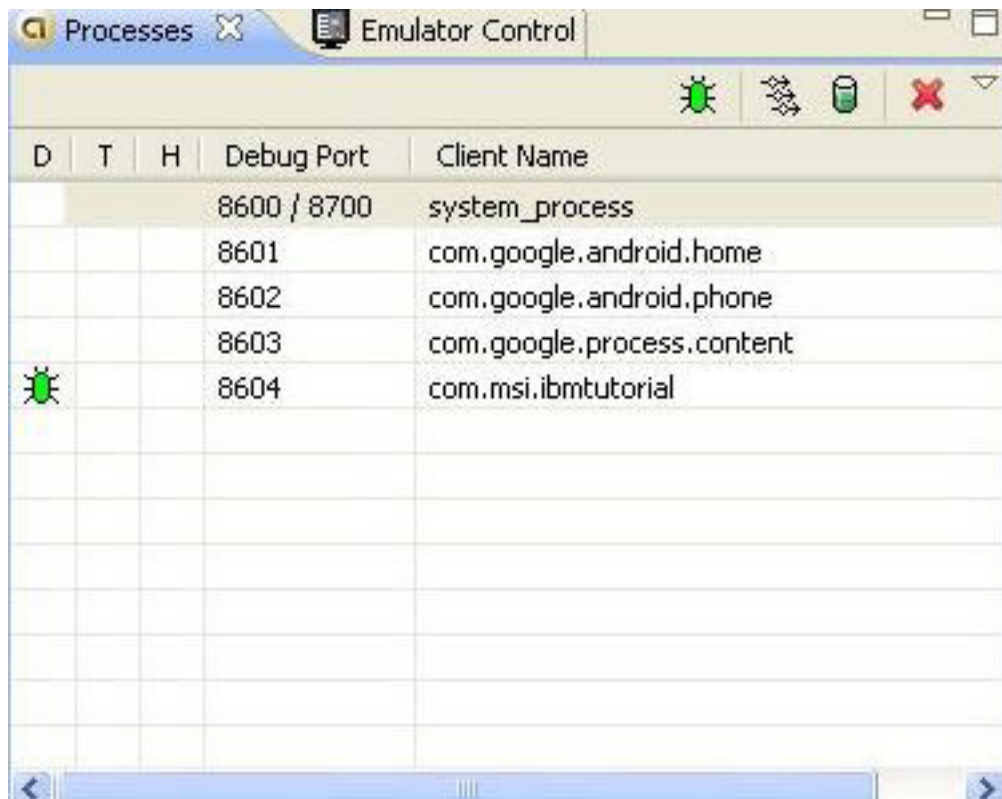 Processes Emulator Control
D T H Debug Port Client Name
8600 / 8700 system_process
8601 com.google.android.home
8602 com.google.android.phone
8603 com.google.process.content
8604 com.msi.ibmtutorial